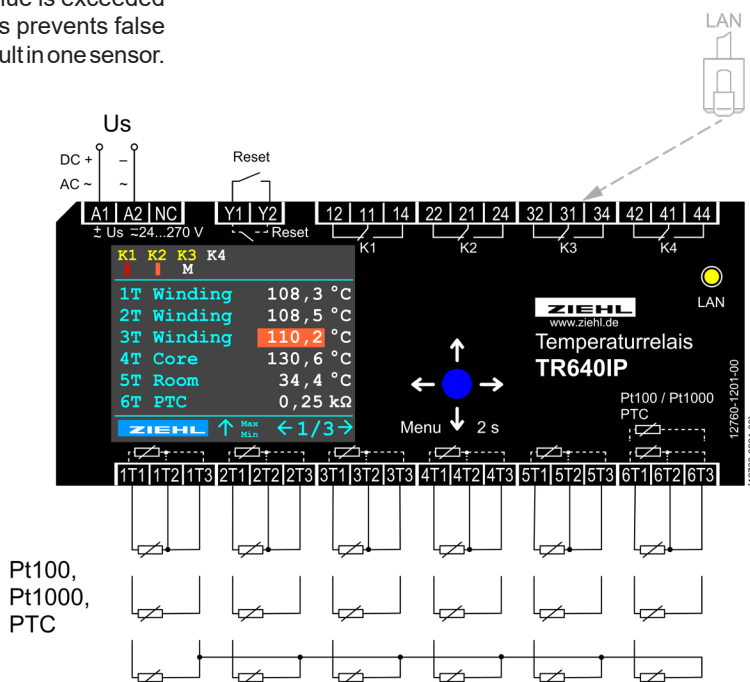 ue is exceeded
s prevents false
ult in one sensor.
LAN
Us
DC + –
AC ~ ~
Reset
A1 A2 NC Y1 Y2 12 11 14 22 21 24 32 31 34 42 41 44
± Us ≂24...270 V Reset K1 K2 K3 K4
K1 K2 K3 K4
M
1T Winding 108,3 °C
2T Winding 108,5 °C
3T Winding 110,2 °C
4T Core 130,6 °C
5T Room 34,4 °C
6T PTC 0,25 kΩ
ZIEHL ↑ Max Min ←1/3→
LAN
ZIEHL
www.ziehl.de
Temperaturrelais
TR640IP
Menu 2 s
Pt100 / Pt1000
PTC
12760-1201-00
1T1 1T2 1T3 2T1 2T2 2T3 3T1 3T2 3T3 4T1 4T2 4T3 5T1 5T2 5T3 6T1 6T2 6T3
Pt100,
Pt1000,
PTC